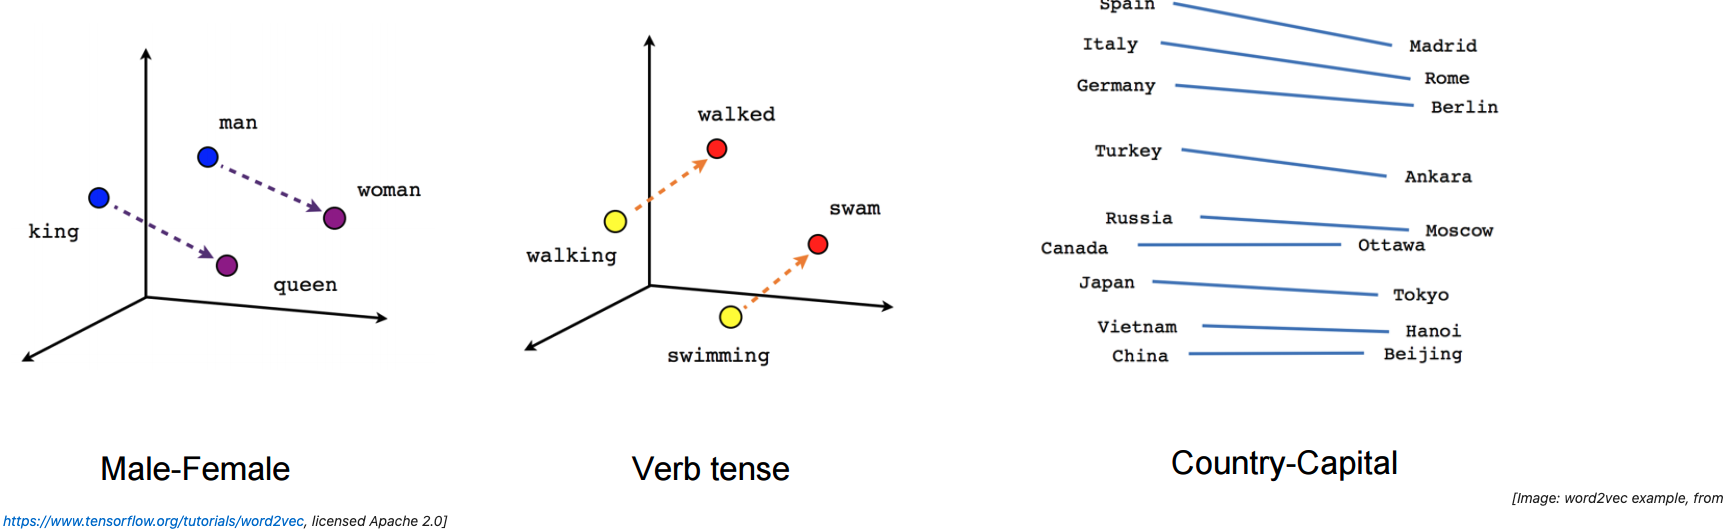 man
woman
king
queen
Male-Female
walked
walking
swam
swimming
Verb tense
Spain
Madrid
Italy
Rome
Germany
Berlin
Turkey
Ankara
Russia
Moscow
Canada
Ottawa
Japan
Tokyo
Vietnam
Hanoi
China
Beijing
Country-Capital
[Image: word2vec example, from
https://www.tensorflow.org/tutorials/word2vec, licensed Apache 2.0]